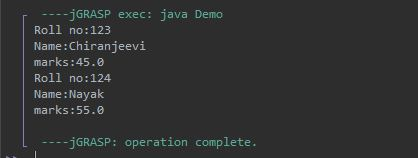 ----jGRASP exec: java Demo
Roll no:123
Name:Chiranjeevi
marks:45.0
Roll no:124
Name:Nayak
marks:55.0
----jGRASP: operation complete.